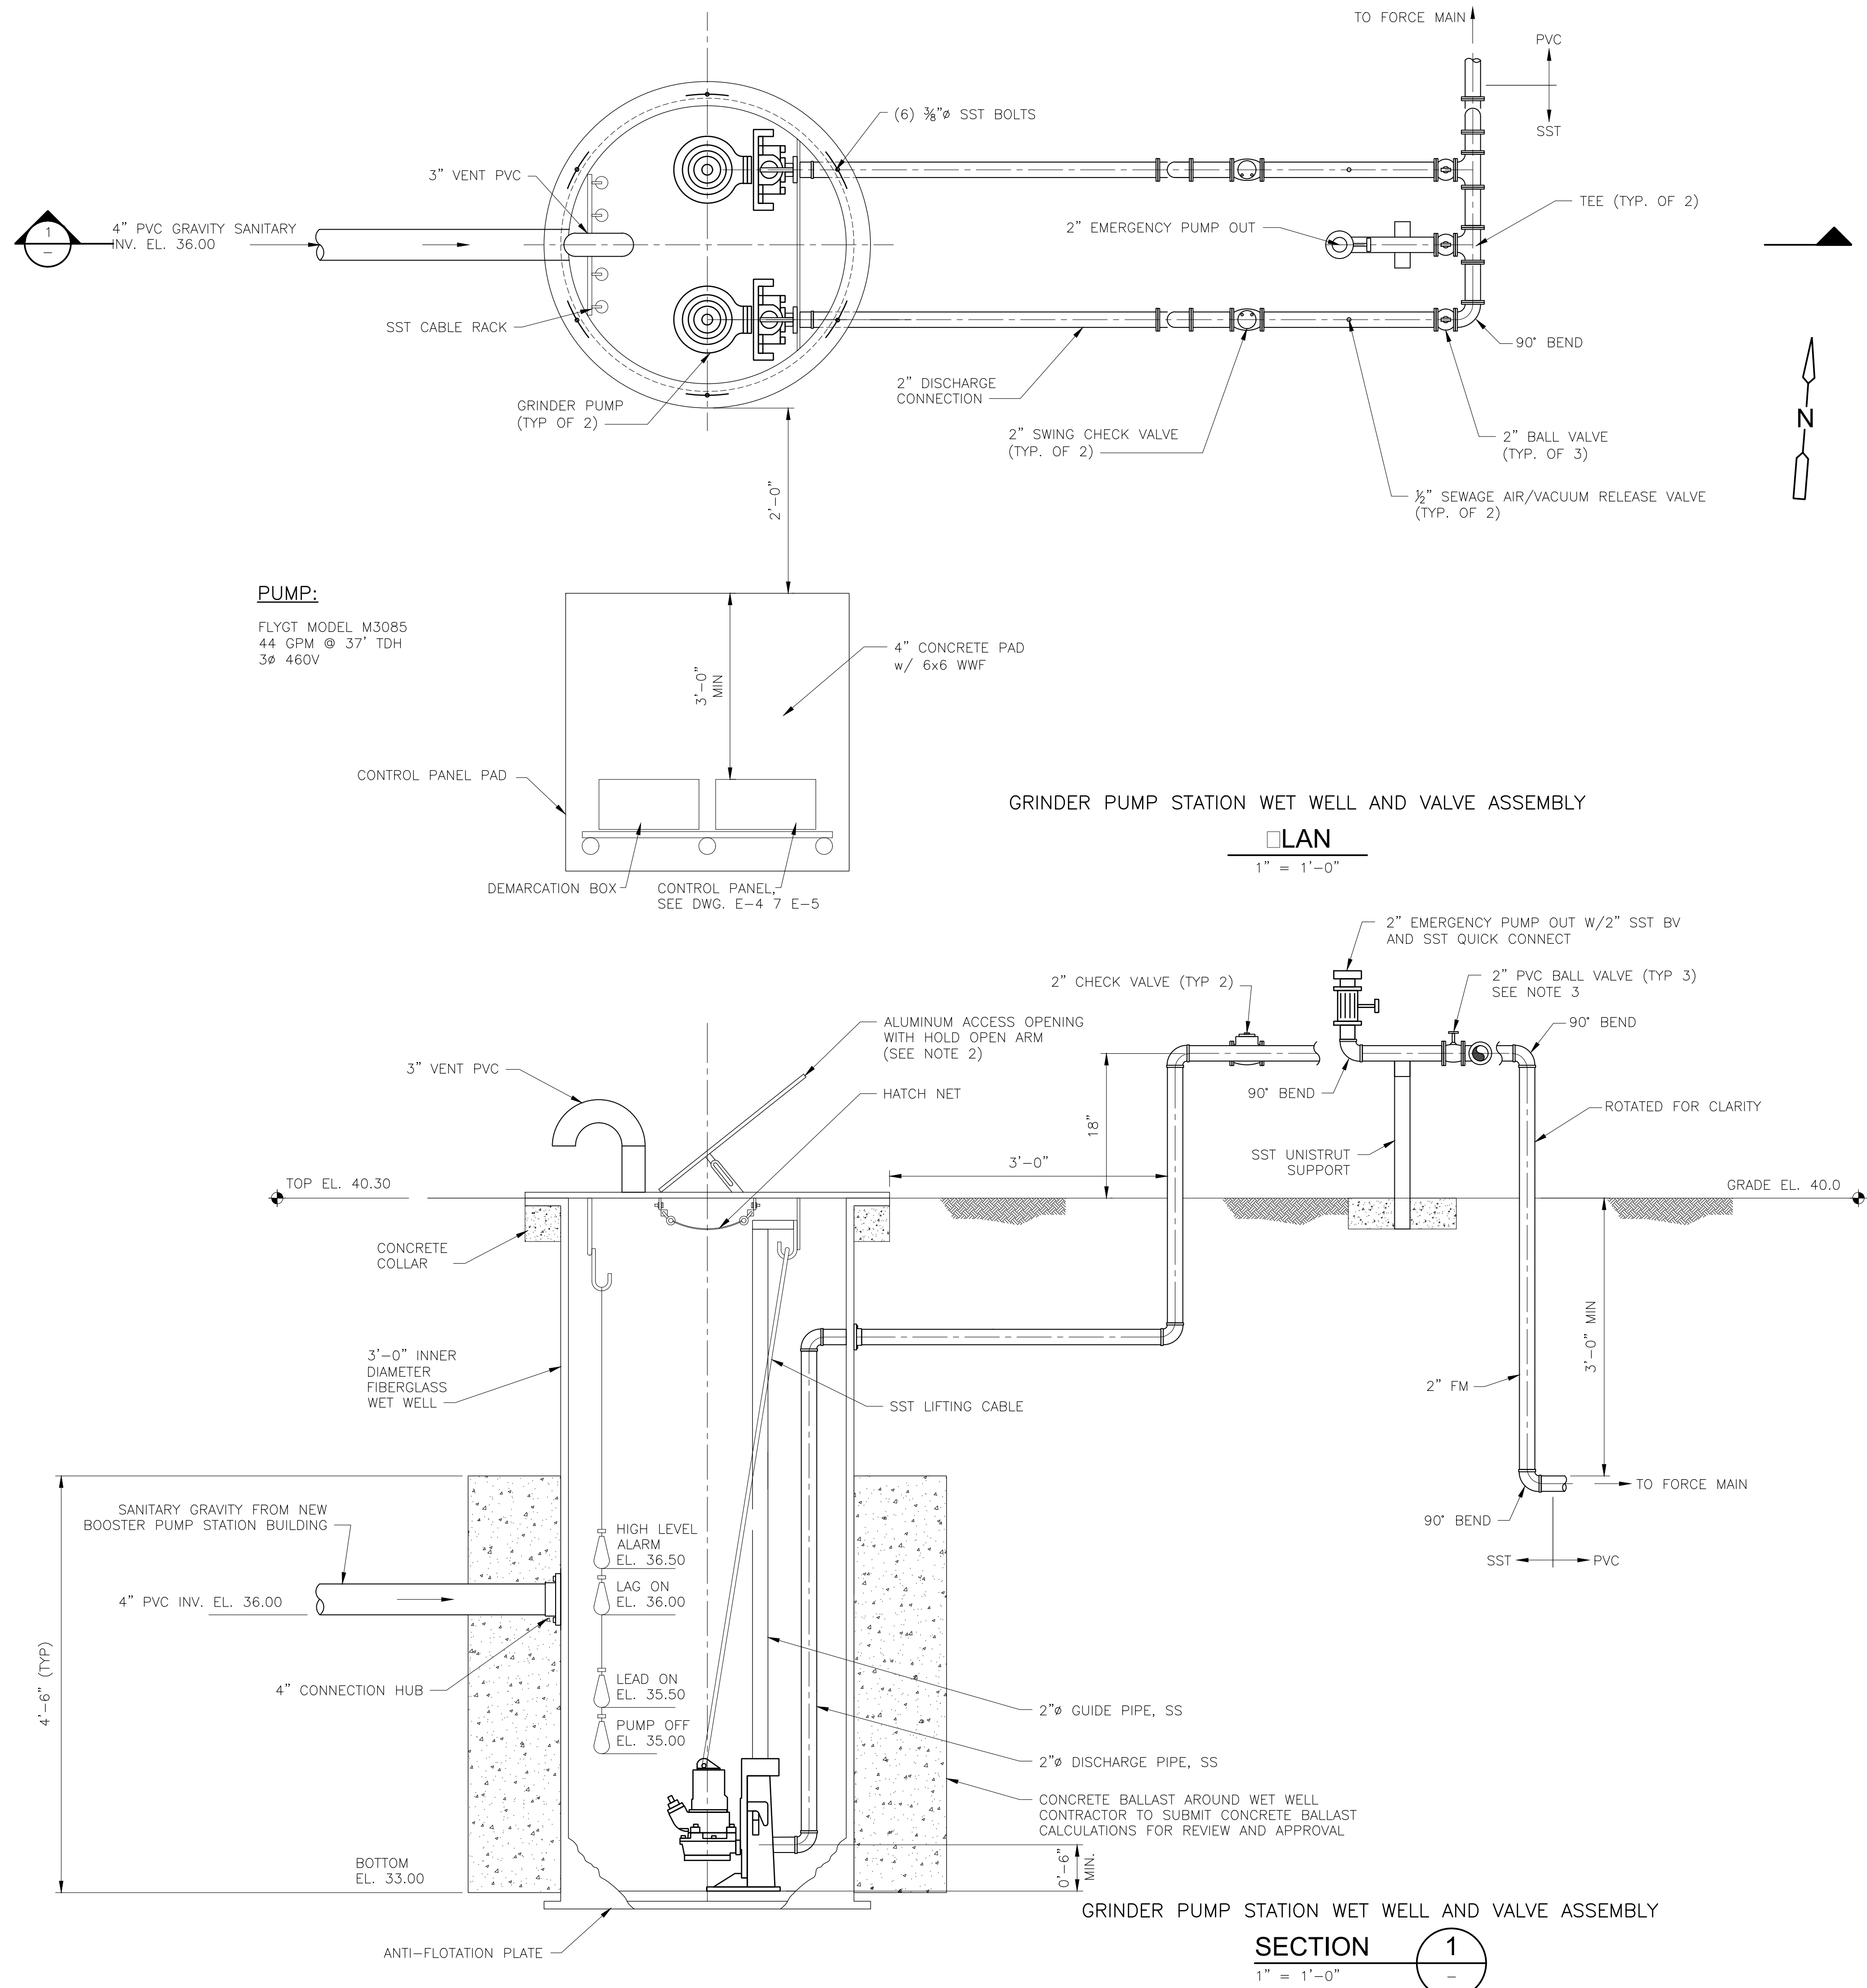 TO FORCE MAIN
PVC
SST
(6) ⅜"ø SST BOLTS
3" VENT PVC
1
–
4" PVC GRAVITY SANITARY
INV. EL. 36.00
2" EMERGENCY PUMP OUT
TEE (TYP. OF 2)
SST CABLE RACK
90° BEND
GRINDER PUMP
(TYP OF 2)
2" DISCHARGE
CONNECTION
2" SWING CHECK VALVE
(TYP. OF 2)
2" BALL VALVE
(TYP. OF 3)
N
2'-0"
½" SEWAGE AIR/VACUUM RELEASE VALVE
(TYP. OF 2)
PUMP:
FLYGT MODEL M3085
44 GPM @ 37' TDH
3ø 460V
4" CONCRETE PAD
w/ 6x6 WWF
3'-0"
MIN
CONTROL PANEL PAD
DEMARCATION BOX
CONTROL PANEL,
SEE DWG. E-4 7 E-5
GRINDER PUMP STATION WET WELL AND VALVE ASSEMBLY
□LAN
1" = 1'-0"
2" EMERGENCY PUMP OUT W/2" SST BV
AND SST QUICK CONNECT
2" CHECK VALVE (TYP 2)
2" PVC BALL VALVE (TYP 3)
SEE NOTE 3
ALUMINUM ACCESS OPENING
WITH HOLD OPEN ARM
(SEE NOTE 2)
90° BEND
3" VENT PVC
HATCH NET
90° BEND
ROTATED FOR CLARITY
18"
3'-0"
SST UNISTRUT
SUPPORT
TOP EL. 40.30
GRADE EL. 40.0
CONCRETE
COLLAR
3'-0" INNER
DIAMETER
FIBERGLASS
WET WELL
3'-0" MIN
2" FM
SST LIFTING CABLE
TO FORCE MAIN
90° BEND
SST
PVC
SANITARY GRAVITY FROM NEW
BOOSTER PUMP STATION BUILDING
HIGH LEVEL
ALARM
EL. 36.50
LAG ON
EL. 36.00
4" PVC INV. EL. 36.00
4'-6" (TYP)
4" CONNECTION HUB
LEAD ON
EL. 35.50
PUMP OFF
EL. 35.00
2"ø GUIDE PIPE, SS
2"ø DISCHARGE PIPE, SS
CONCRETE BALLAST AROUND WET WELL
CONTRACTOR TO SUBMIT CONCRETE BALLAST
CALCULATIONS FOR REVIEW AND APPROVAL
0'-6"
MIN.
BOTTOM
EL. 33.00
ANTI-FLOTATION PLATE
GRINDER PUMP STATION WET WELL AND VALVE ASSEMBLY
SECTION
1
–
1" = 1'-0"